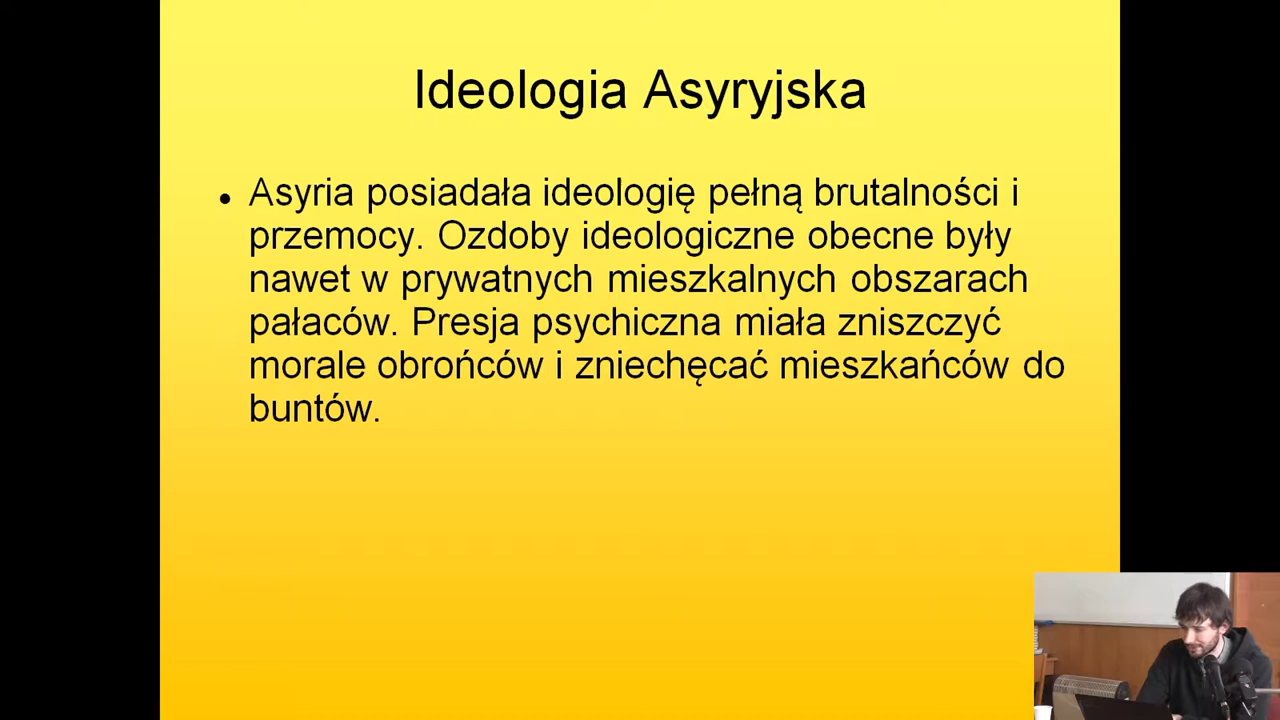 Ideologia Asyryjska
• Asyria posiadała ideologię pełną brutalności i
przemocy. Ozdoby ideologiczne obecne były
nawet w prywatnych mieszkalnych obszarach
pałaców. Presja psychiczna miała zniszczyć
morale obrońców i zniechęcać mieszkańców do
buntów.